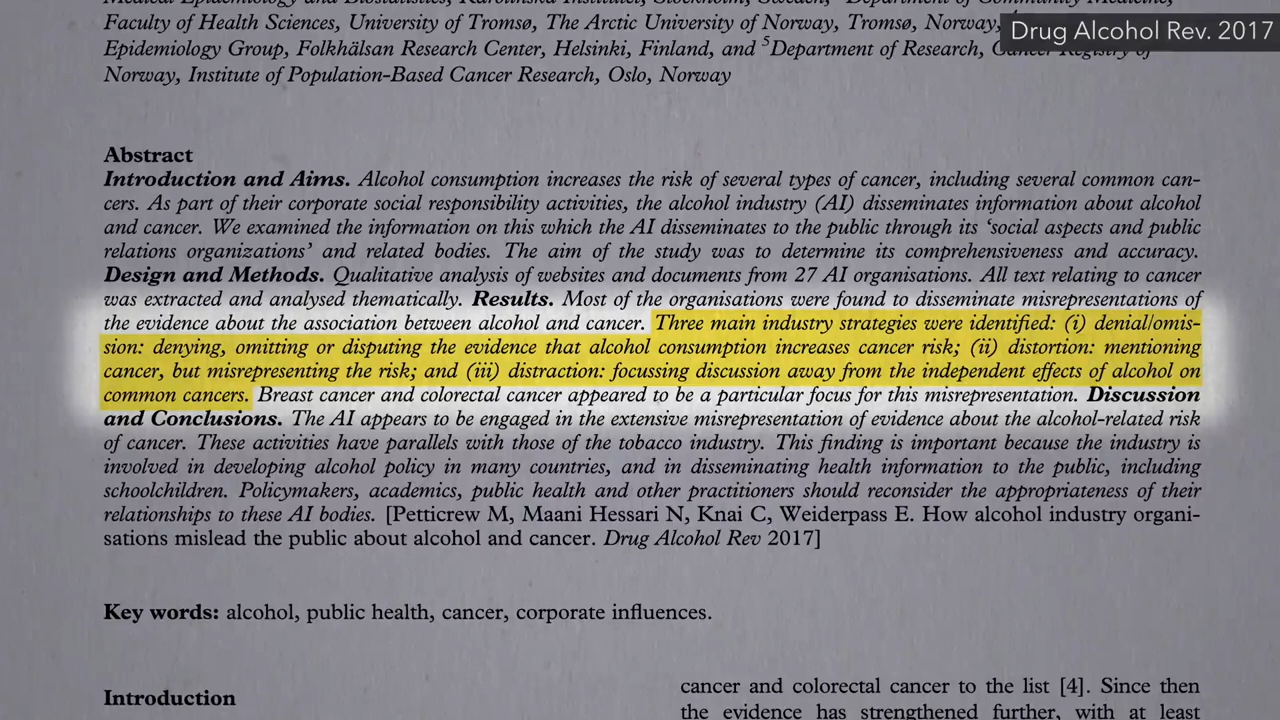 Medical Epidemiology and Biostatistics, Karolinska Institutet, Stockholm, Sweden, Department of Community Medicine,
Faculty of Health Sciences, University of Tromsø, The Arctic University of Norway, Tromsø, Norway,
Drug Alcohol Rev. 2017
Epidemiology Group, Folkhälsan Research Center, Helsinki, Finland, and ⁵Department of Research, Cancer Registry of
Norway, Institute of Population-Based Cancer Research, Oslo, Norway
Abstract
Introduction and Aims. Alcohol consumption increases the risk of several types of cancer, including several common can-
cers. As part of their corporate social responsibility activities, the alcohol industry (AI) disseminates information about alcohol
and cancer. We examined the information on this which the AI disseminates to the public through its ‘social aspects and public
relations organizations’ and related bodies. The aim of the study was to determine its comprehensiveness and accuracy.
Design and Methods. Qualitative analysis of websites and documents from 27 AI organisations. All text relating to cancer
was extracted and analysed thematically. Results. Most of the organisations were found to disseminate misrepresentations of
the evidence about the association between alcohol and cancer. Three main industry strategies were identified: (i) denial/omis-
sion: denying, omitting or disputing the evidence that alcohol consumption increases cancer risk; (ii) distortion: mentioning
cancer, but misrepresenting the risk; and (iii) distraction: focussing discussion away from the independent effects of alcohol on
common cancers. Breast cancer and colorectal cancer appeared to be a particular focus for this misrepresentation. Discussion
and Conclusions. The AI appears to be engaged in the extensive misrepresentation of evidence about the alcohol-related risk
of cancer. These activities have parallels with those of the tobacco industry. This finding is important because the industry is
involved in developing alcohol policy in many countries, and in disseminating health information to the public, including
schoolchildren. Policymakers, academics, public health and other practitioners should reconsider the appropriateness of their
relationships to these AI bodies. [Petticrew M, Maani Hessari N, Knai C, Weiderpass E. How alcohol industry organi-
sations mislead the public about alcohol and cancer. Drug Alcohol Rev 2017]
Key words: alcohol, public health, cancer, corporate influences.
Introduction
cancer and colorectal cancer to the list [4]. Since then
the evidence has strengthened further, with at least